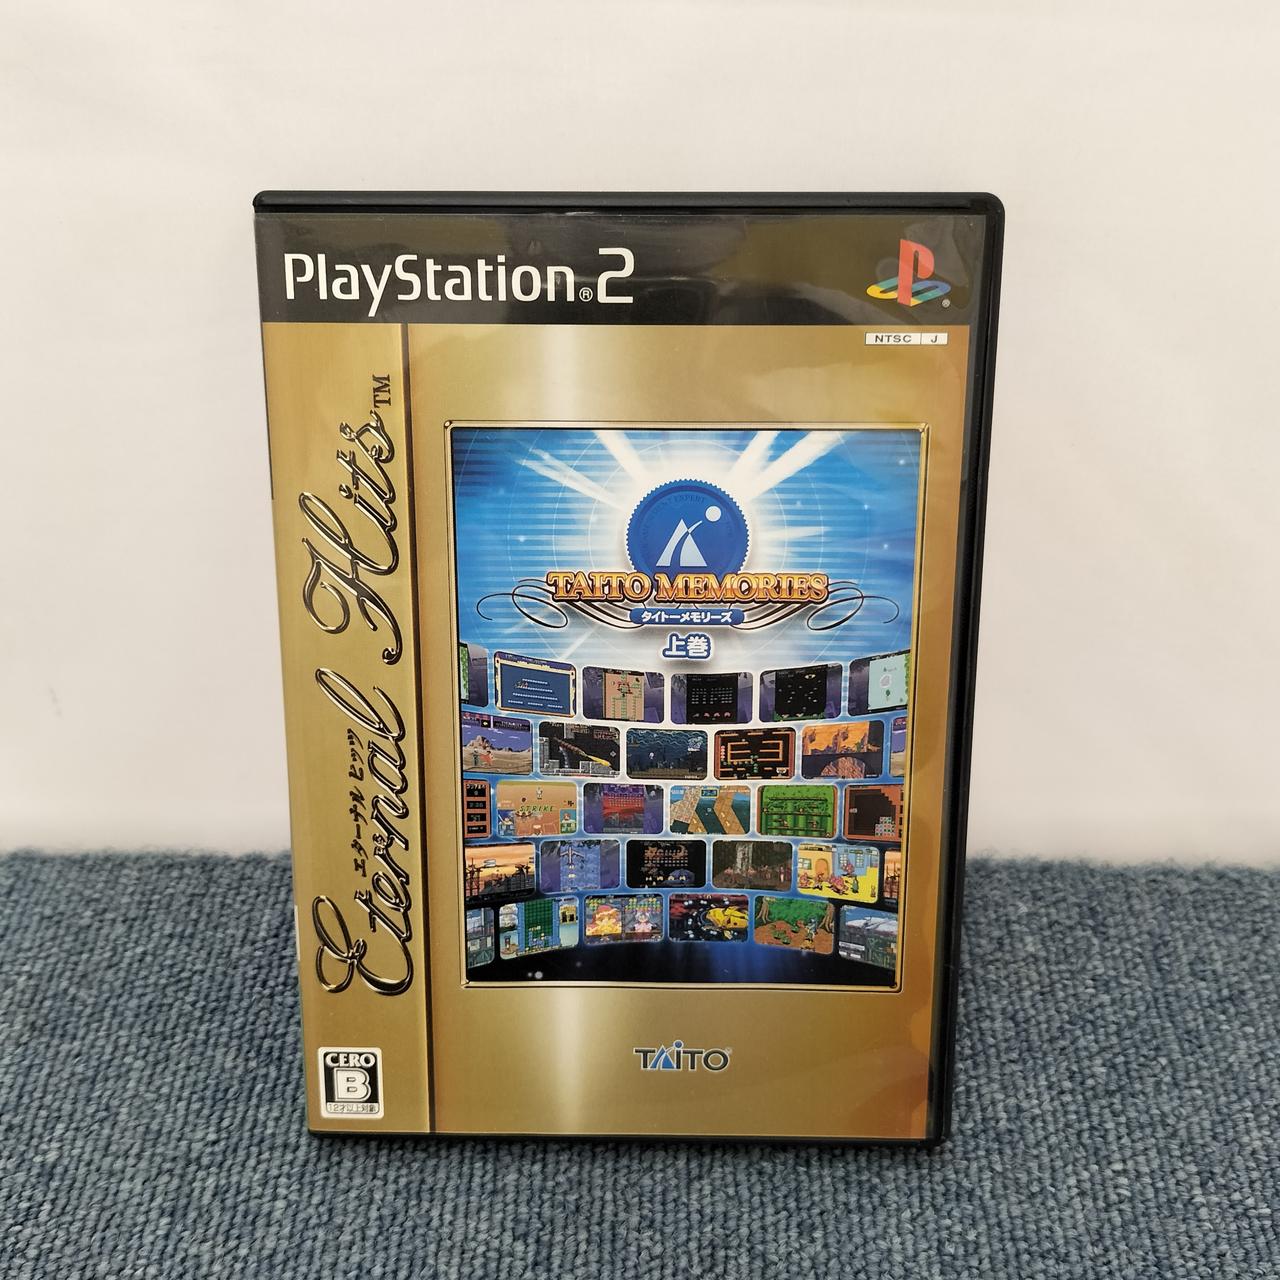 PlayStation®2
®
NTSC J
Eternal Hits™
エターナル ヒッツ
TAITO MEMORIES
タイトーメモリーズ
上巻
STRIKE
TAITO®
CERO
B
12才以上対象